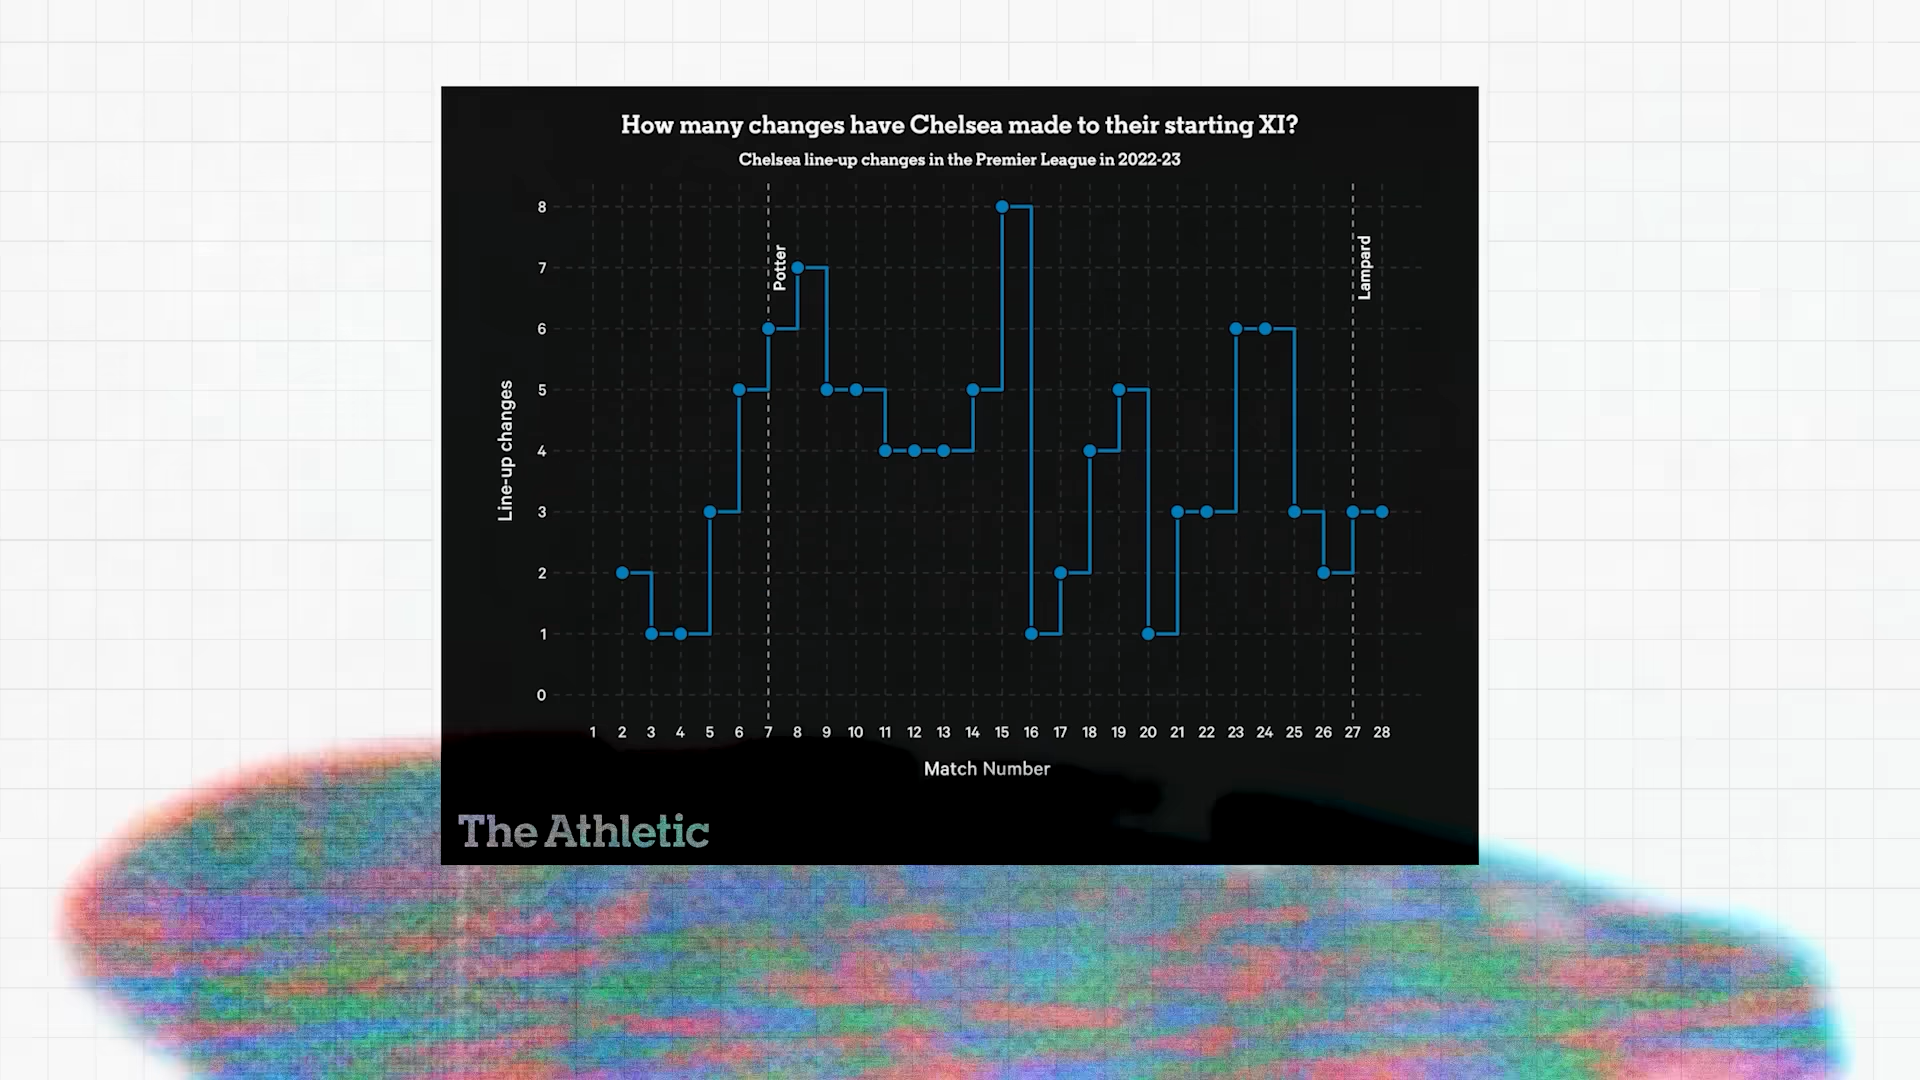 How many changes have Chelsea made to their starting XI?
Chelsea line-up changes in the Premier League in 2022-23
8
7
6
5
4
3
2
1
0
Line-up changes
Potter
Lampard
1 2 3 4 5 6 7 8 9 10 11 12 13 14 15 16 17 18 19 20 21 22 23 24 25 26 27 28
Match Number
The Athletic